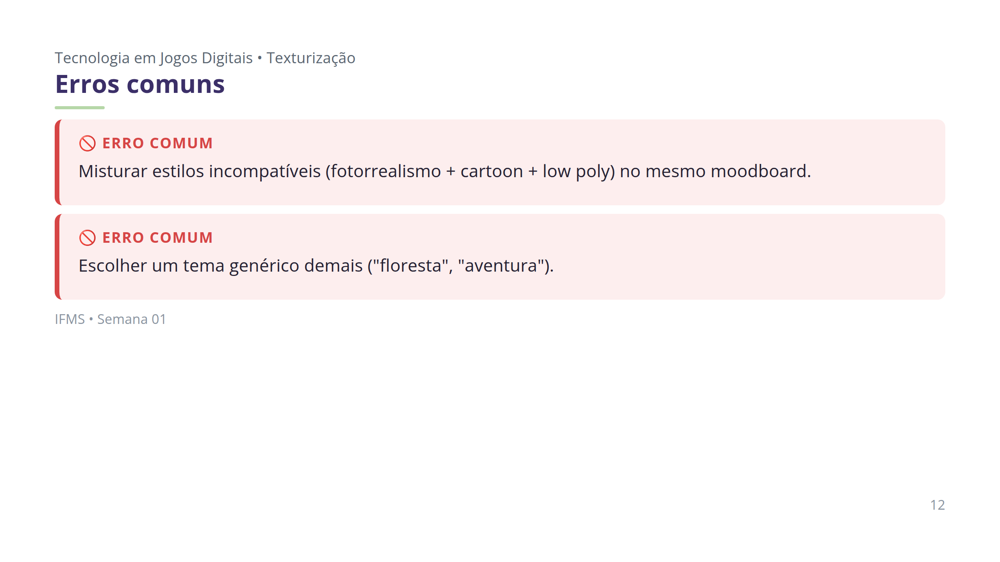 Tecnologia em Jogos Digitais • Texturização
Erros comuns
🚫 ERRO COMUM
Misturar estilos incompatíveis (fotorrealismo + cartoon + low poly) no mesmo moodboard.
🚫 ERRO COMUM
Escolher um tema genérico demais ("floresta", "aventura").
IFMS • Semana 01
12